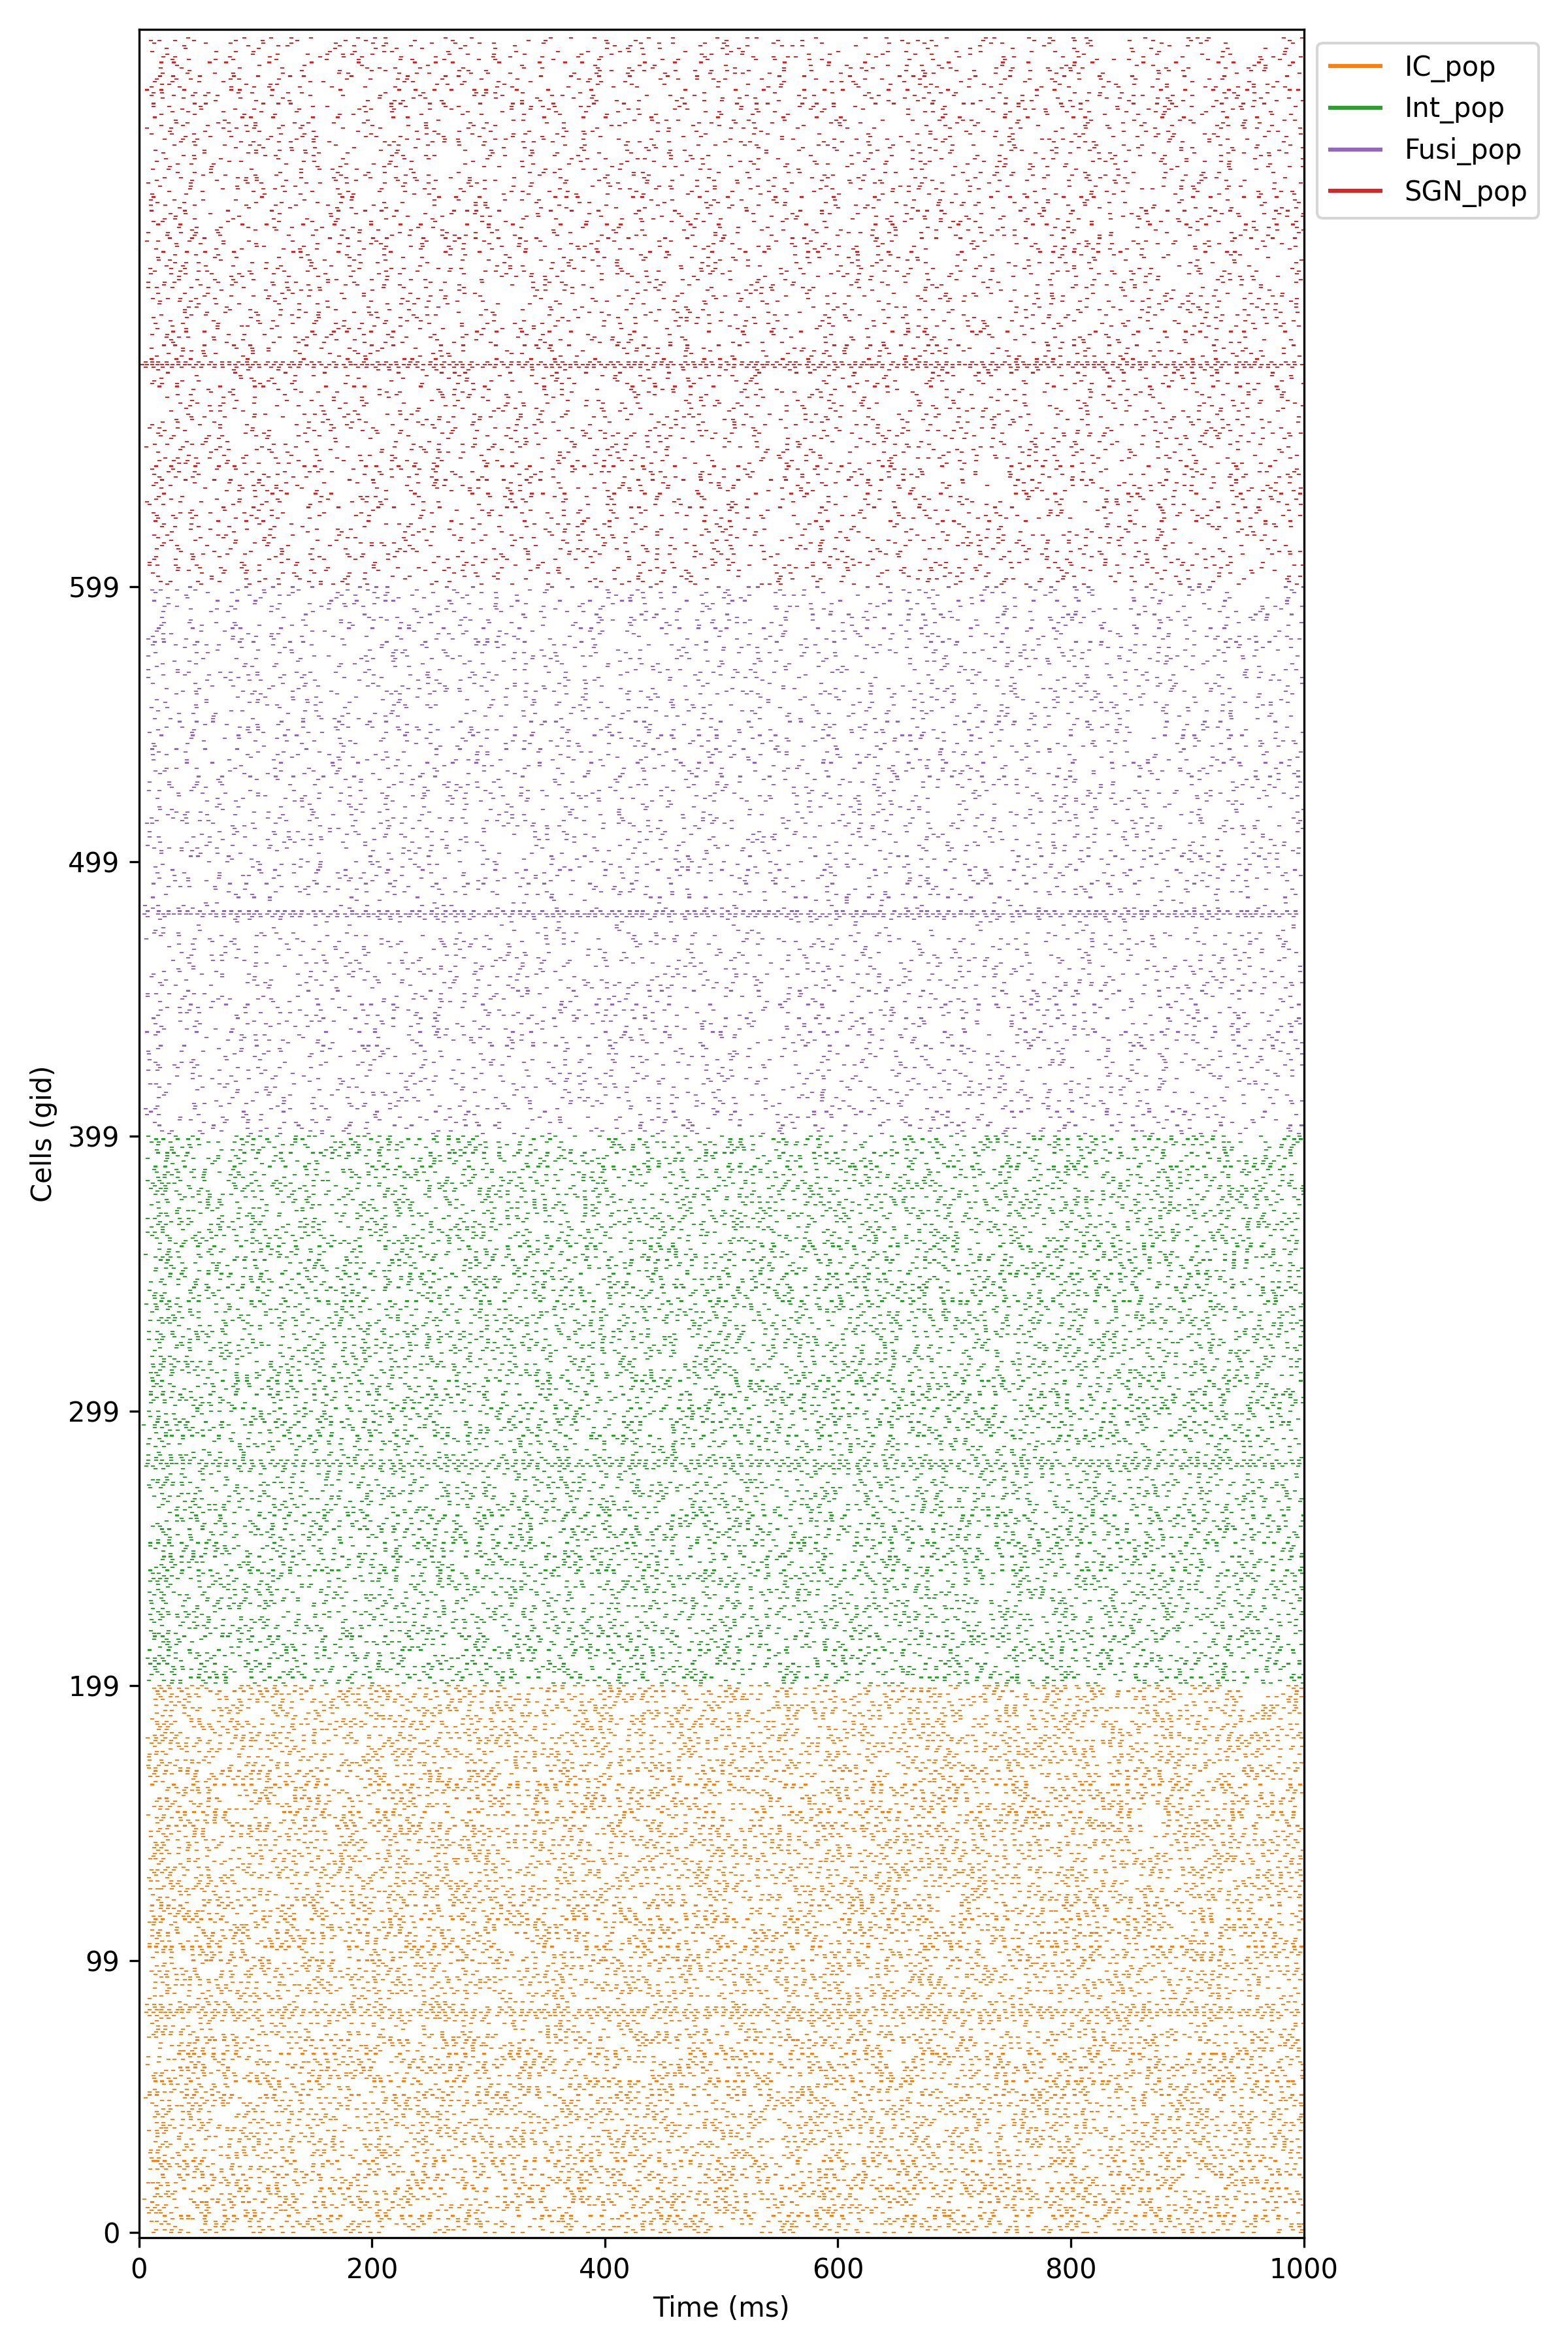 IC_pop
Int_pop
Fusi_pop
SGN_pop
599
499
399
299
199
99
0
Cells (gid)
0 200 400 600 800 1000
Time (ms)